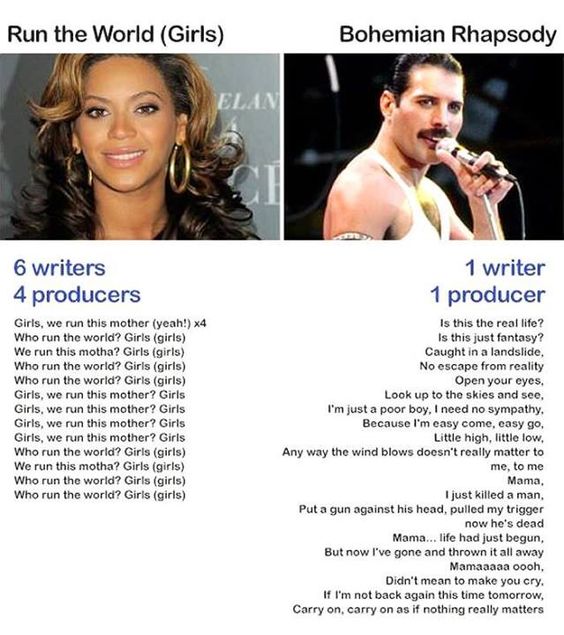 Run the World (Girls)
Bohemian Rhapsody
ELAN
6 writers
4 producers
Girls, we run this mother (yeah!) x4
Who run the world? Girls (girls)
We run this motha? Girls (girls)
Who run the world? Girls (girls)
Who run the world? Girls (girls)
Girls, we run this mother? Girls
Girls, we run this mother? Girls
Girls, we run this mother? Girls
Girls, we run this mother? Girls
Who run the world? Girls (girls)
We run this motha? Girls (girls)
Who run the world? Girls (girls)
Who run the world? Girls (girls)
1 writer
1 producer
Is this the real life?
Is this just fantasy?
Caught in a landslide,
No escape from reality
Open your eyes,
Look up to the skies and see,
I'm just a poor boy, I need no sympathy,
Because I'm easy come, easy go,
Little high, little low,
Any way the wind blows doesn't really matter to
me, to me
Mama,
I just killed a man,
Put a gun against his head, pulled my trigger
now he's dead
Mama... life had just begun,
But now I've gone and thrown it all away
Mamaaaaa oooh,
Didn't mean to make you cry,
If I'm not back again this time tomorrow,
Carry on, carry on as if nothing really matters